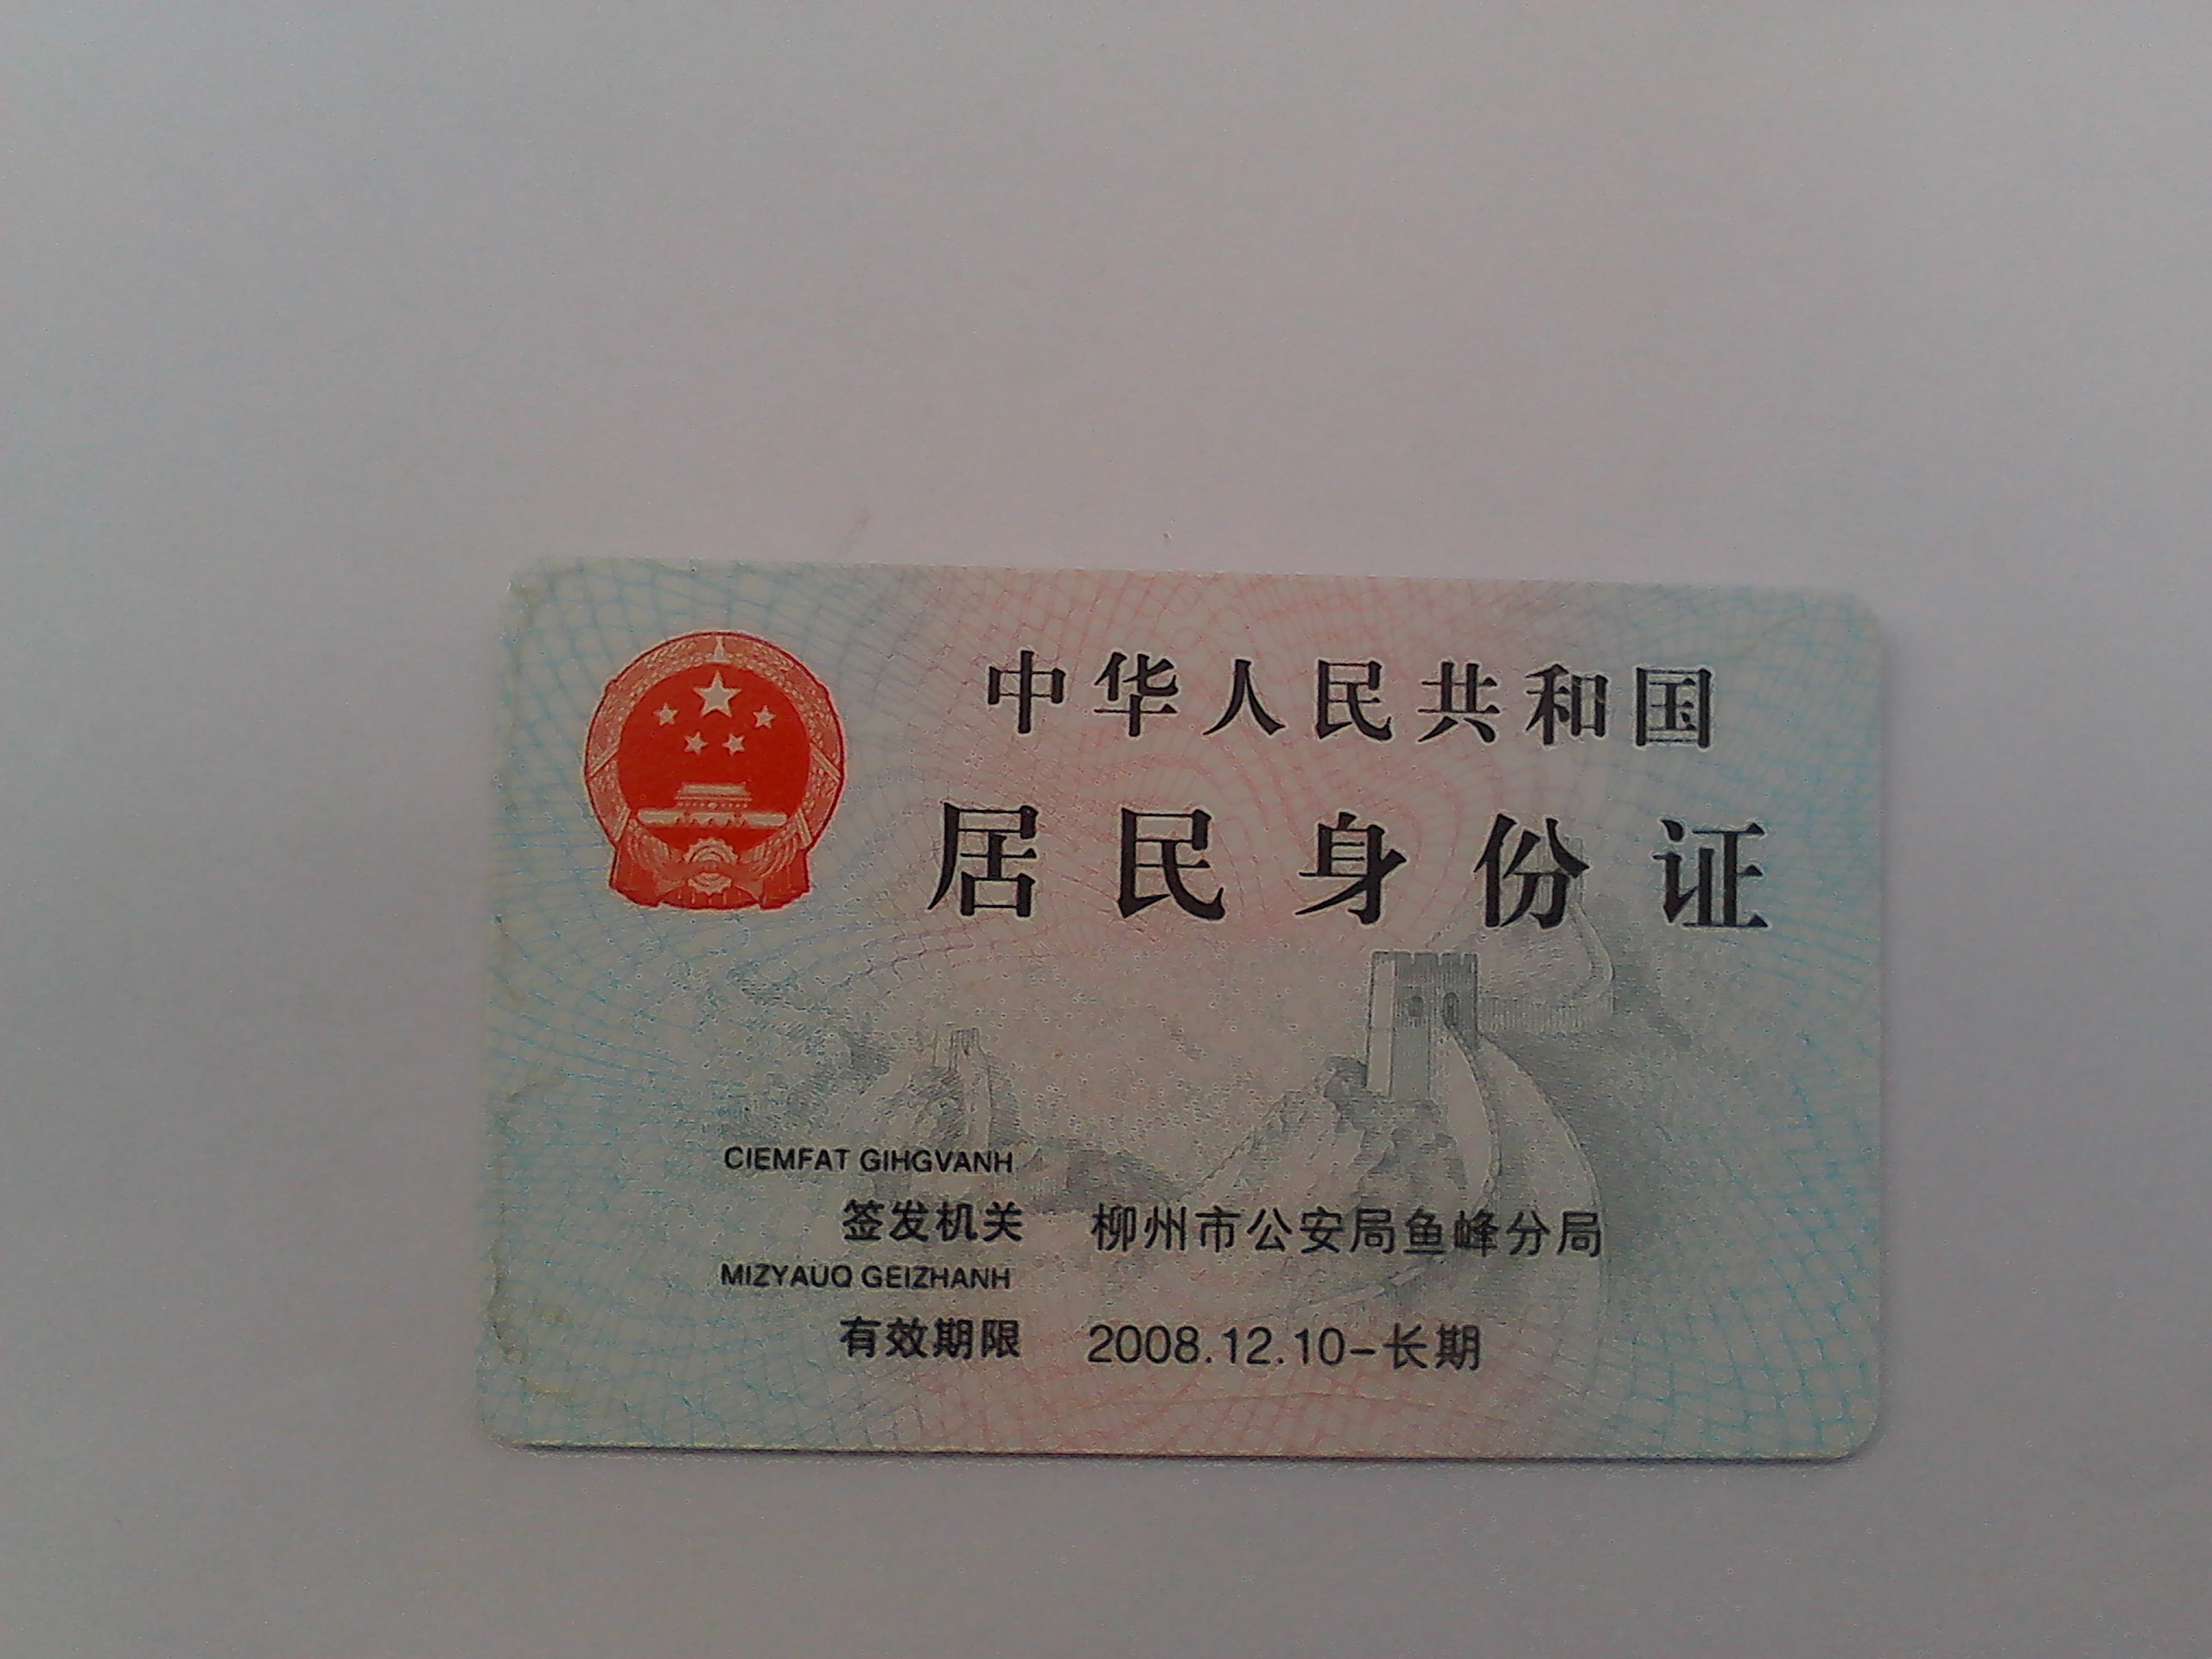 中华人民共和国
居民身份证
CIEMFAT GIHGVANH
签发机关 柳州市公安局鱼峰分局
MIZYAUQ GEIZHANH
有效期限 2008.12.10-长期